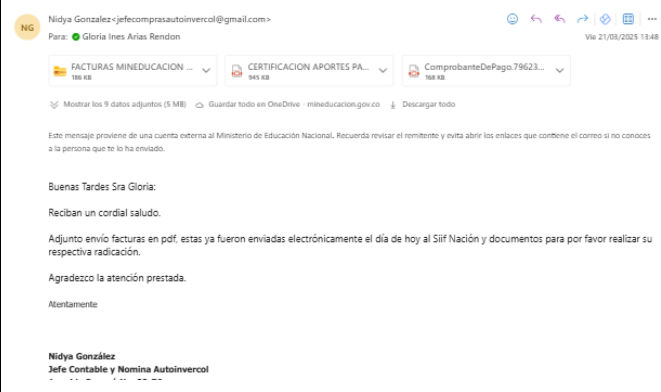 NG
Nidya Gonzalez<jefecomprasautoinvercol@gmail.com>
Para: Gloria Ines Arias Rendon
Vie 21/03/2025 13:48
FACTURAS MINEDUCACION ...
186 KB
CERTIFICACION APORTES PA...
945 KB
ComprobanteDePago.79623...
168 KB
Mostrar los 9 datos adjuntos (5 MB) Guardar todo en OneDrive - mineducacion.gov.co Descargar todo
Este mensaje proviene de una cuenta externa al Ministerio de Educación Nacional. Recuerda revisar el remitente y evita abrir los enlaces que contiene el correo si no conoces
a la persona que te lo ha enviado.
Buenas Tardes Sra Gloria:
Reciban un cordial saludo.
Adjunto envío facturas en pdf, estas ya fueron enviadas electrónicamente el día de hoy al Siif Nación y documentos para por favor realizar su
respectiva radicación.
Agradezco la atención prestada.
Atentamente
Nidya González
Jefe Contable y Nomina Autoinvercol